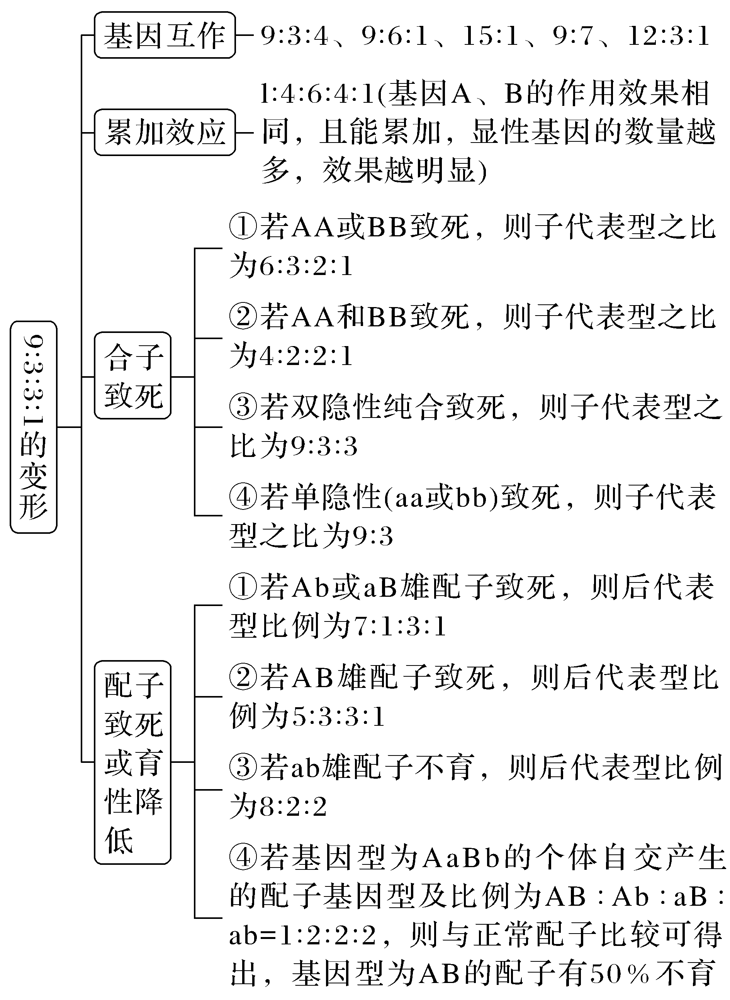 9:3:3:1的变形
基因互作
9:3:4、9:6:1、15:1、9:7、12:3:1
累加效应
1:4:6:4:1(基因A、B的作用效果相
同，且能累加，显性基因的数量越
多，效果越明显)
合子
致死
①若AA或BB致死，则子代表型之比
为6:3:2:1
②若AA和BB致死，则子代表型之比
为4:2:2:1
③若双隐性纯合致死，则子代表型之
比为9:3:3
④若单隐性(aa或bb)致死，则子代表
型之比为9:3
配子
致死
或育
性降
低
①若Ab或aB雄配子致死，则后代表
型比例为7:1:3:1
②若AB雄配子致死，则后代表型比
例为5:3:3:1
③若ab雄配子不育，则后代表型比例
为8:2:2
④若基因型为AaBb的个体自交产生
的配子基因型及比例为AB:Ab:aB:
ab=1:2:2:2，则与正常配子比较可得
出，基因型为AB的配子有50%不育